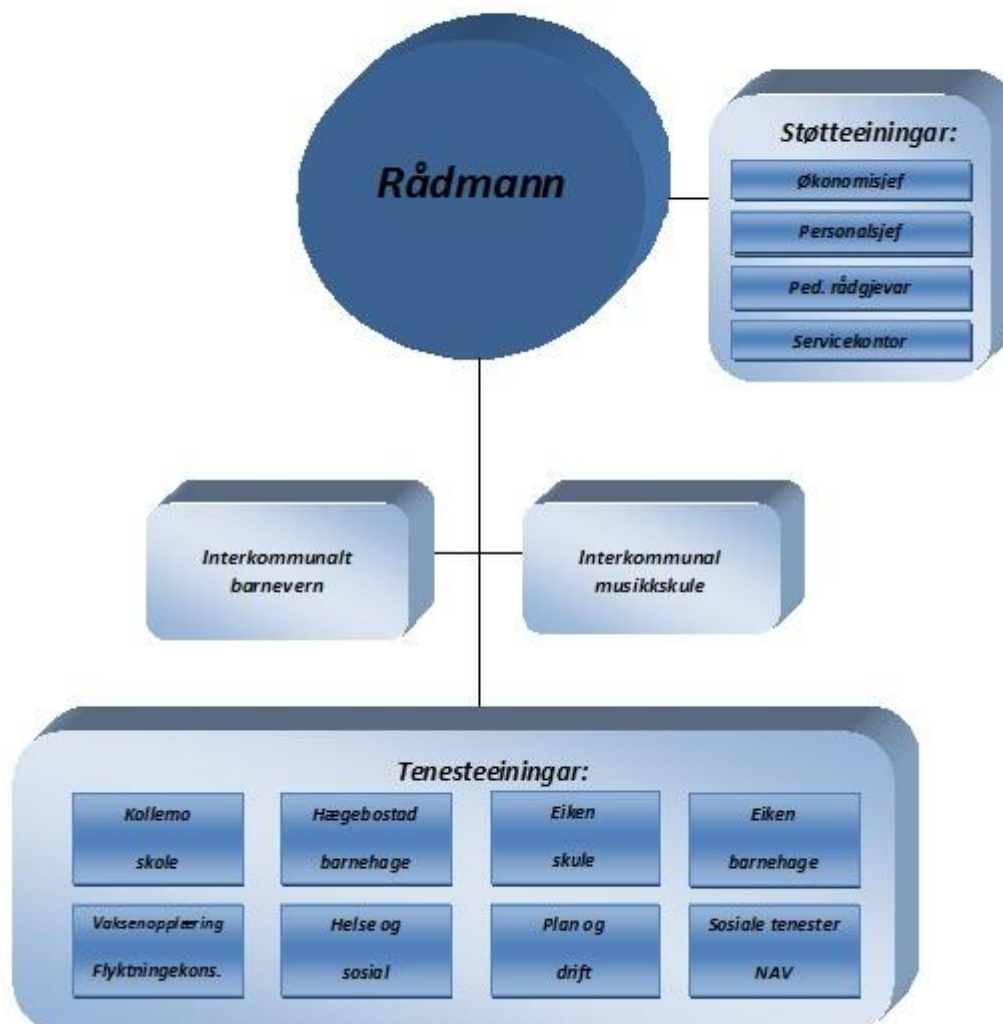 Rådmann
Støtteeiningar:
Økonomisjef
Personalsjef
Ped. rådgjevar
Servicekontor
Interkommunalt
barnevern
Interkommunal
musikkskule
Tenesteeiningar:
Kollemo
skole
Hægebostad
barnehage
Eiken
skule
Eiken
barnehage
Vaksenopplæring
Flyktningekons.
Helse og
sosial
Plan og
drift
Sosiale tenester
NAV